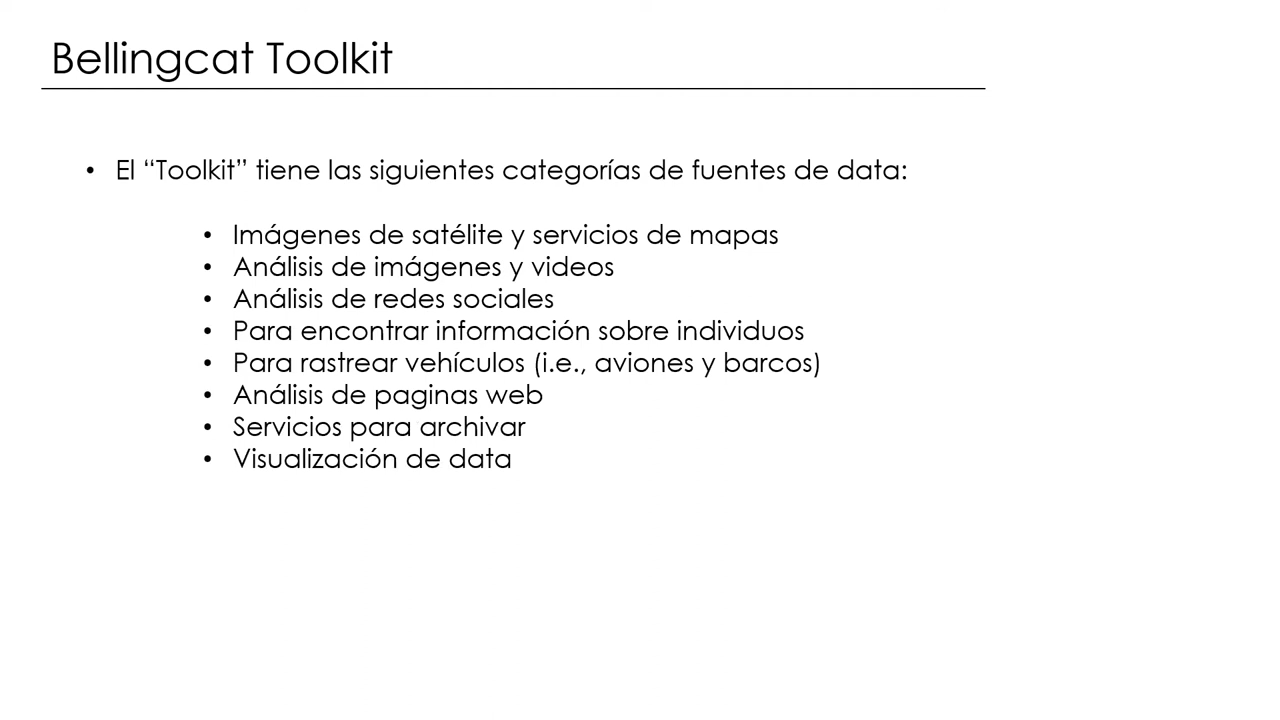 Bellingcat Toolkit
• El “Toolkit” tiene las siguientes categorías de fuentes de data:
• Imágenes de satélite y servicios de mapas
• Análisis de imágenes y videos
• Análisis de redes sociales
• Para encontrar información sobre individuos
• Para rastrear vehículos (i.e., aviones y barcos)
• Análisis de paginas web
• Servicios para archivar
• Visualización de data